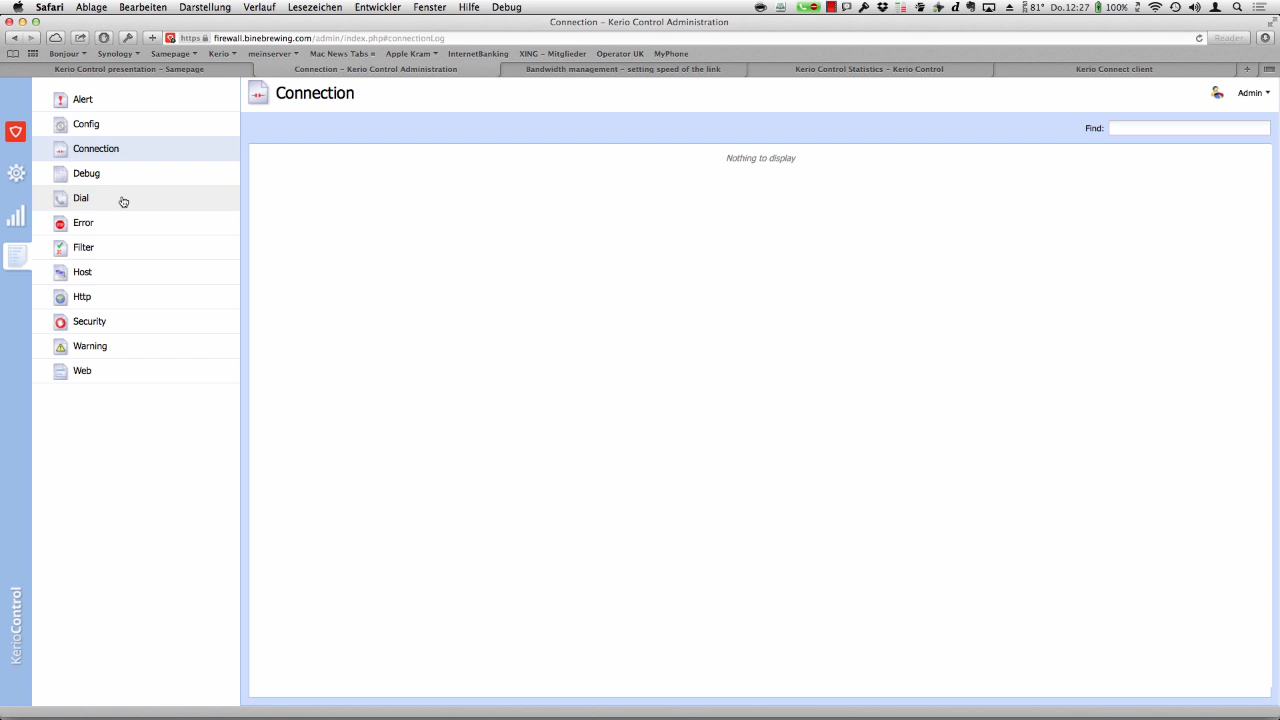 Safari Ablage Bearbeiten Darstellung Verlauf Lesezeichen Entwickler Fenster Hilfe Debug 81° Do. 12:27 100%
Connection – Kerio Control Administration
https firewall.binebrewing.com/admin/index.php#connectionLog Reader
Bonjour Synology Samepage Kerio meinserver Mac News Tabs Apple Kram InternetBanking XING – Mitglieder Operator UK MyPhone
Kerio Control presentation – Samepage Connection – Kerio Control Administration Bandwidth management – setting speed of the link Kerio Control Statistics – Kerio Control Kerio Connect client
Connection
Admin
Find:
Nothing to display
Alert
Config
Connection
Debug
Dial
Error
Filter
Host
Http
Security
Warning
Web
KerioControl